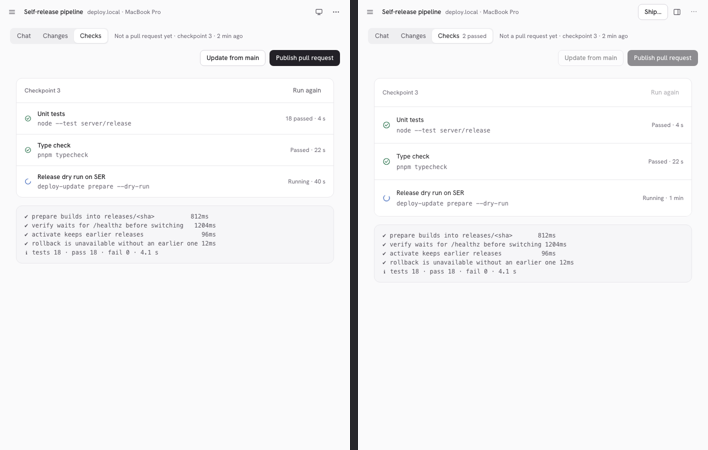 Self-release pipeline deploy.local · MacBook Pro
Chat Changes Checks Not a pull request yet · checkpoint 3 · 2 min ago
Update from main Publish pull request
Checkpoint 3 Run again
Unit tests
node --test server/release
18 passed · 4 s
Type check
pnpm typecheck
Passed · 22 s
Release dry run on SER
deploy-update prepare --dry-run
Running · 40 s
✔ prepare builds into releases/<sha> 812ms
✔ verify waits for /healthz before switching 1204ms
✔ activate keeps earlier releases 96ms
✔ rollback is unavailable without an earlier one 12ms
ℹ tests 18 · pass 18 · fail 0 · 4.1 s
Self-release pipeline deploy.local · MacBook Pro Ship…
Chat Changes Checks 2 passed Not a pull request yet · checkpoint 3 · 2 min ago
Update from main Publish pull request
Checkpoint 3 Run again
Unit tests
node --test server/release
Passed · 4 s
Type check
pnpm typecheck
Passed · 22 s
Release dry run on SER
deploy-update prepare --dry-run
Running · 1 min
✔ prepare builds into releases/<sha> 812ms
✔ verify waits for /healthz before switching 1204ms
✔ activate keeps earlier releases 96ms
✔ rollback is unavailable without an earlier one 12ms
ℹ tests 18 · pass 18 · fail 0 · 4.1 s